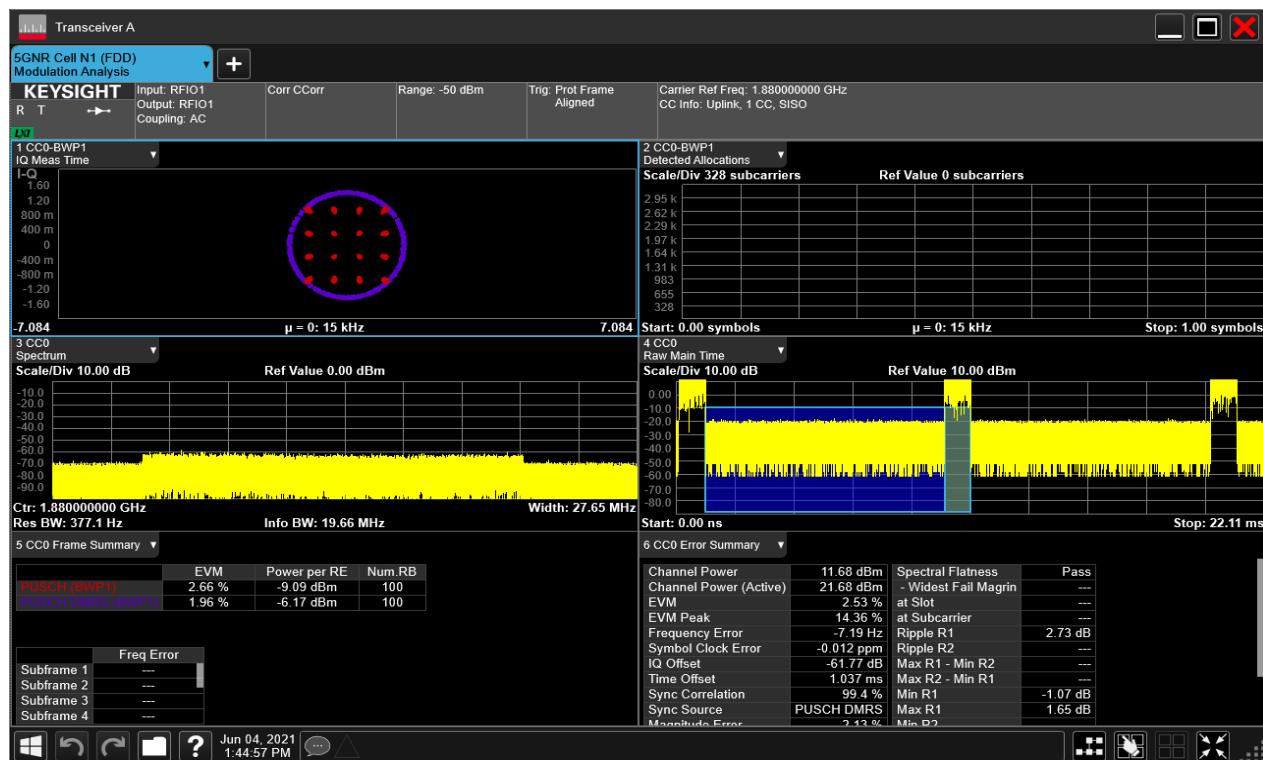 Transceiver A
5GNR Cell N1 (FDD)
Modulation Analysis
+
KEYSIGHT
R T
LXI
Input: RFIO1
Output: RFIO1
Coupling: AC
Corr CCorr
Range: -50 dBm
Trig: Prot Frame
Aligned
Carrier Ref Freq: 1.880000000 GHz
CC Info: Uplink, 1 CC, SISO
1 CC0-BWP1
IQ Meas Time
I-Q
1.60
1.20
800 m
400 m
0
-400 m
-800 m
-1.20
-1.60
-7.084 µ = 0: 15 kHz 7.084
2 CC0-BWP1
Detected Allocations
Scale/Div 328 subcarriers Ref Value 0 subcarriers
2.95 k
2.62 k
2.29 k
1.97 k
1.64 k
1.31 k
983
655
328
Start: 0.00 symbols µ = 0: 15 kHz Stop: 1.00 symbols
3 CC0
Spectrum
Scale/Div 10.00 dB Ref Value 0.00 dBm
-10.0
-20.0
-30.0
-40.0
-50.0
-60.0
-70.0
-80.0
-90.0
Ctr: 1.880000000 GHz Width: 27.65 MHz
Res BW: 377.1 Hz Info BW: 19.66 MHz
4 CC0
Raw Main Time
Scale/Div 10.00 dB Ref Value 10.00 dBm
0.00
-10.0
-20.0
-30.0
-40.0
-50.0
-60.0
-70.0
-80.0
Start: 0.00 ns Stop: 22.11 ms
5 CC0 Frame Summary
EVM Power per RE Num.RB
PUSCH (BWP1) 2.66 % -9.09 dBm 100
PUSCH DMRS (BWP1) 1.96 % -6.17 dBm 100
Freq Error
Subframe 1 ---
Subframe 2 ---
Subframe 3 ---
Subframe 4 ---
6 CC0 Error Summary
Channel Power 11.68 dBm Spectral Flatness Pass
Channel Power (Active) 21.68 dBm - Widest Fail Magrin ---
EVM 2.53 % at Slot ---
EVM Peak 14.36 % at Subcarrier ---
Frequency Error -7.19 Hz Ripple R1 2.73 dB
Symbol Clock Error -0.012 ppm Ripple R2 ---
IQ Offset -61.77 dB Max R1 - Min R2 ---
Time Offset 1.037 ms Max R2 - Min R1 ---
Sync Correlation 99.4 % Min R1 -1.07 dB
Sync Source PUSCH DMRS Max R1 1.65 dB
Magnitude Error 2.13 % Min R2
?
Jun 04, 2021
1:44:57 PM